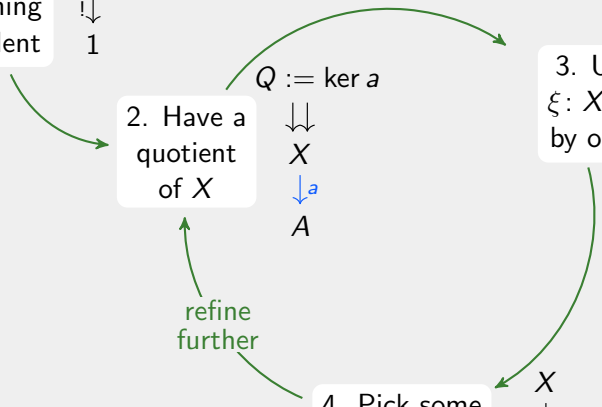 !
1
2. Have a
quotient
of X
Q := ker a
X
a
A
3.
ξ: X
by
refine
further
4. Pick some
X